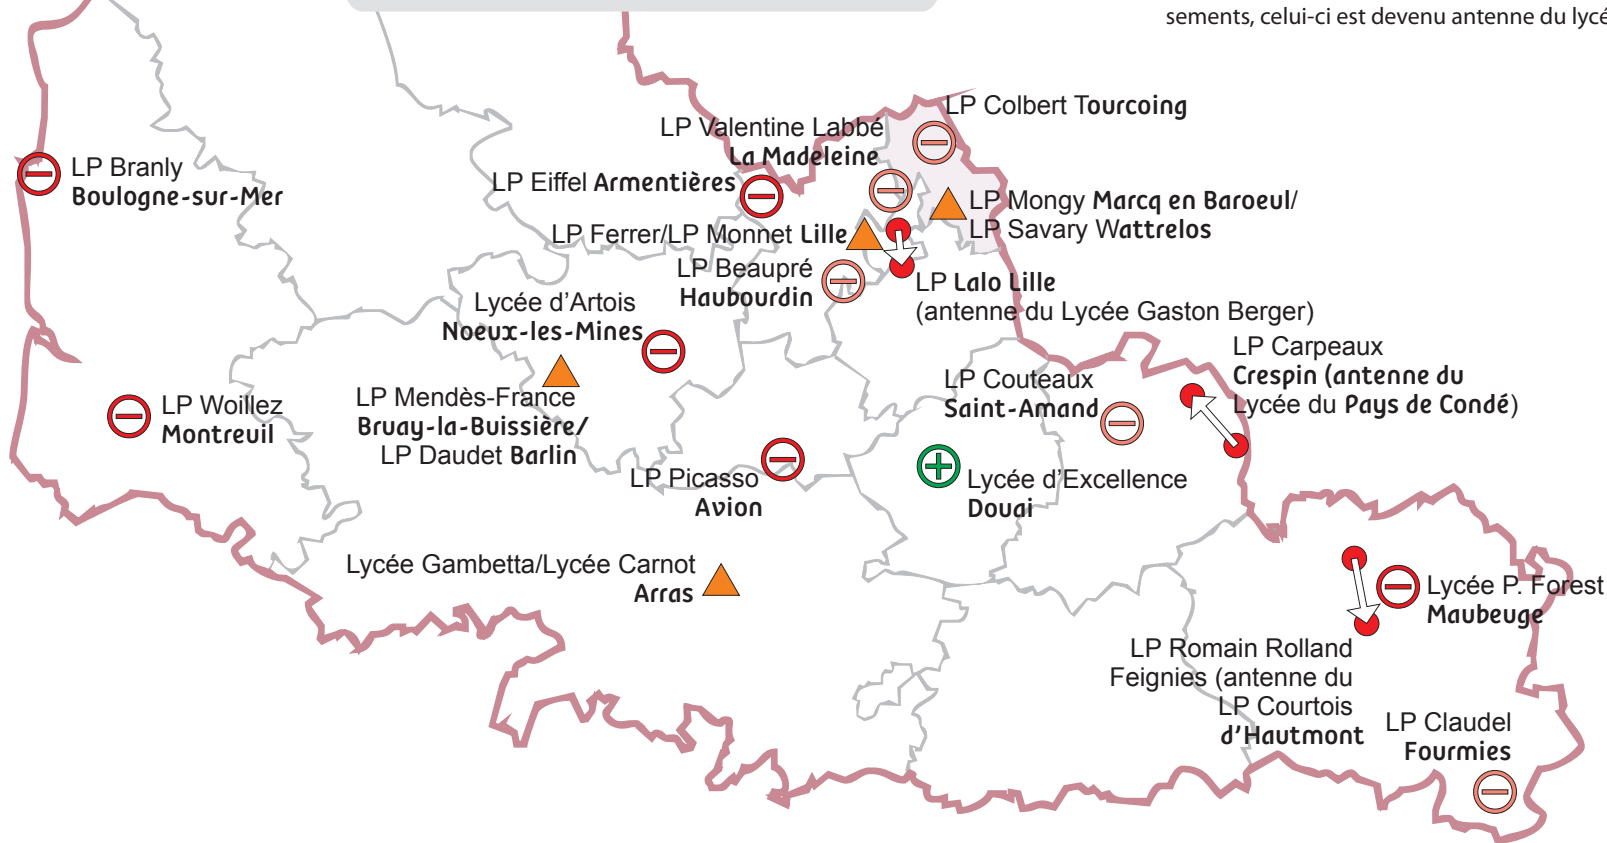 sements, celui-ci est devenu antenne du lycé
LP Colbert Tourcoing
LP Valentine Labbé
La Madeleine
LP Branly
Boulogne-sur-Mer
LP Eiffel Armentières
LP Mongy Marcq en Baroeul/
LP Savary Wattrelos
LP Ferrer/LP Monnet Lille
LP Beaupré
Haubourdin
LP Lalo Lille
(antenne du Lycée Gaston Berger)
Lycée d'Artois
Noeux-les-Mines
LP Carpeaux
Crespin (antenne du
Lycée du Pays de Condé)
LP Couteaux
Saint-Amand
LP Woillez
Montreuil
LP Mendès-France
Bruay-la-Buissière/
LP Daudet Barlin
LP Picasso
Avion
Lycée d'Excellence
Douai
Lycée Gambetta/Lycée Carnot
Arras
Lycée P. Forest
Maubeuge
LP Romain Rolland
Feignies (antenne du
LP Courtois
d'Hautmont
LP Claudel
Fourmies